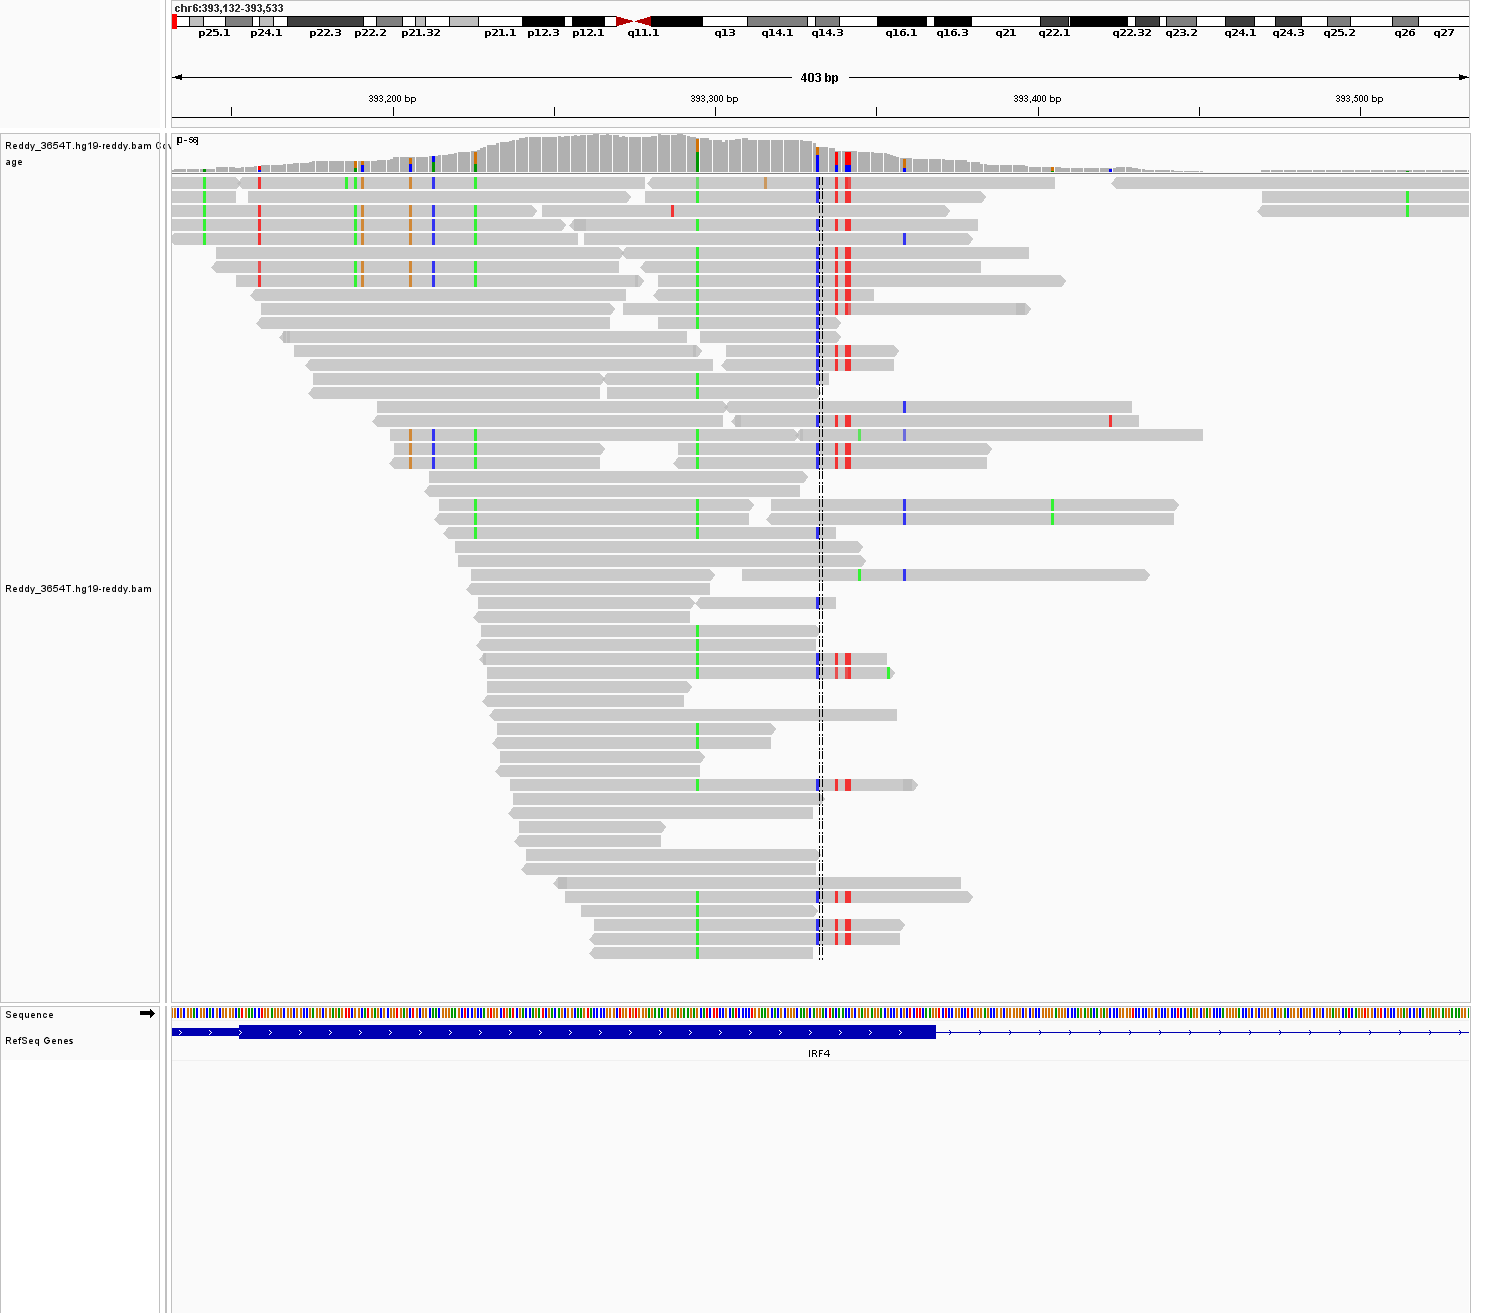 chr6:393,132-393,533
p25.1 p24.1 p22.3 p22.2 p21.32 p21.1 p12.3 p12.1 q11.1 q13 q14.1 q14.3 q16.1 q16.3 q21 q22.1 q22.32 q23.2 q24.1 q24.3 q25.2 q26 q27
403 bp
393,200 bp 393,300 bp 393,400 bp 393,500 bp
Reddy_3654T.hg19-reddy.bam Cov
age
Reddy_3654T.hg19-reddy.bam
Sequence
RefSeq Genes
IRF4